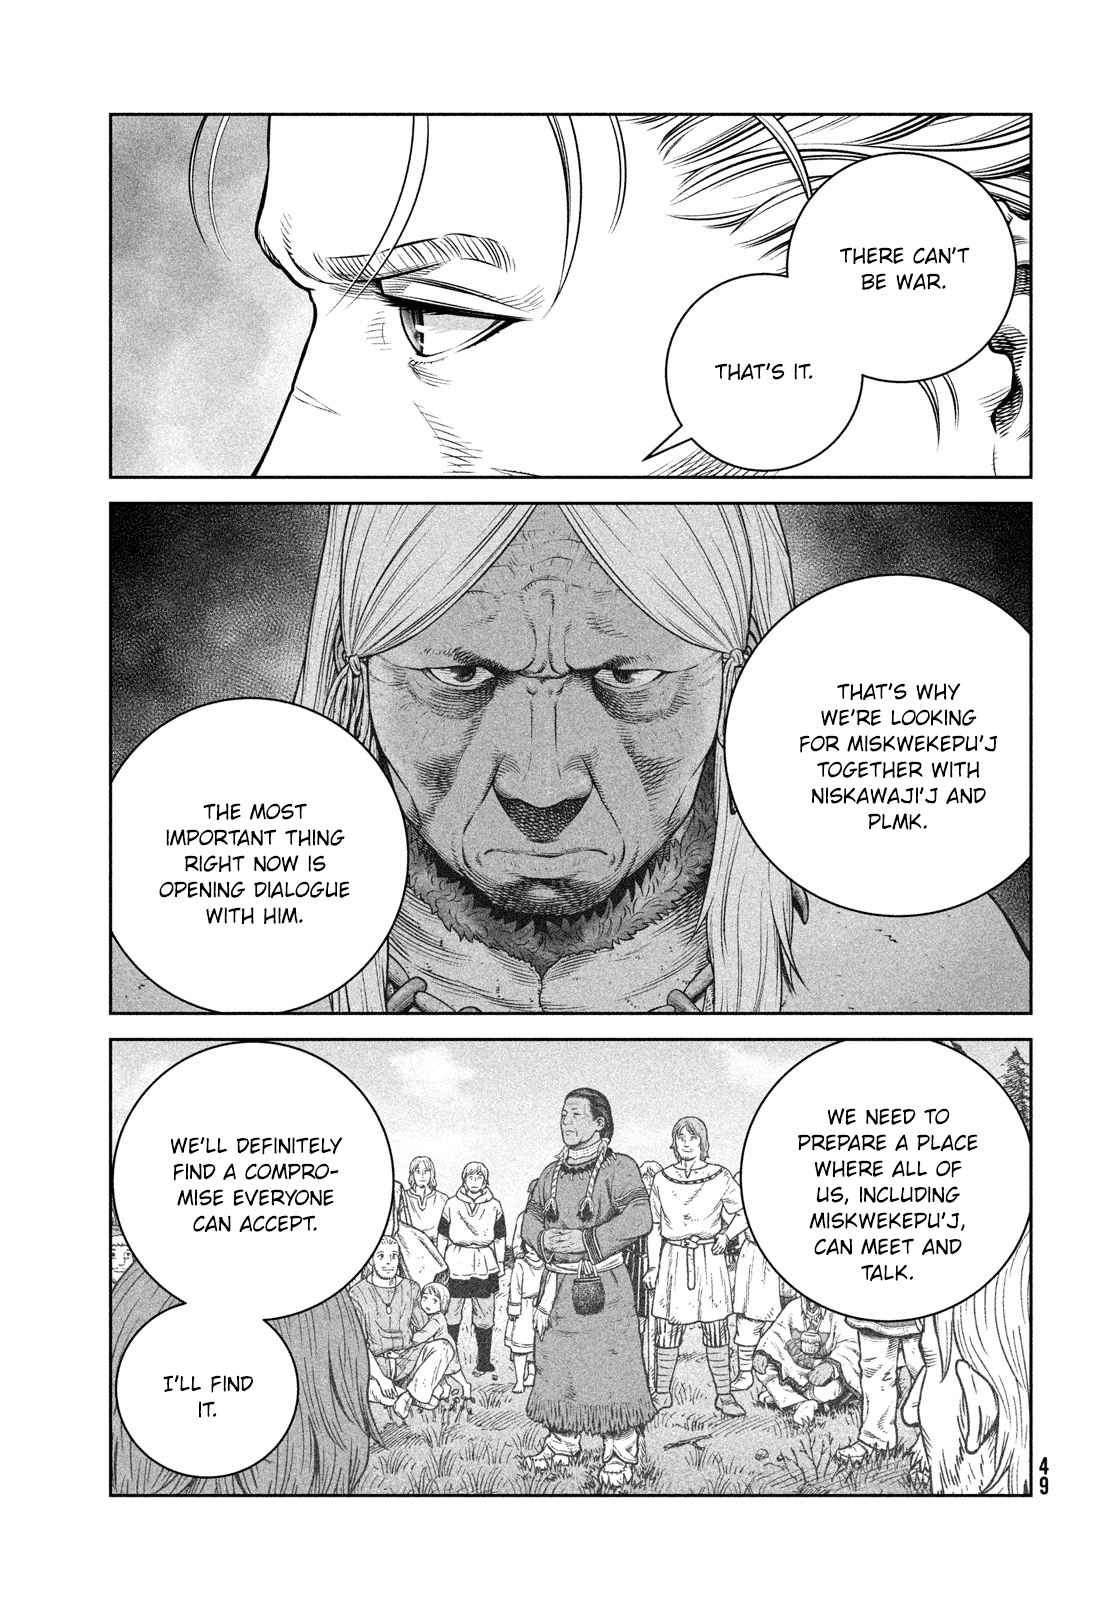 THERE CAN'T
BE WAR.
THAT'S IT.
THAT'S WHY
WE'RE LOOKING
FOR MISKWEKEPU'J
TOGETHER WITH
NISKAWAJI'J AND
PLMK.
THE MOST
IMPORTANT THING
RIGHT NOW IS
OPENING DIALOGUE
WITH HIM.
WE NEED TO
PREPARE A PLACE
WHERE ALL OF
US, INCLUDING
MISKWEKEPU'J,
CAN MEET AND
TALK.
WE'LL DEFINITELY
FIND A COMPRO-
MISE EVERYONE
CAN ACCEPT.
I'LL FIND
IT.
49